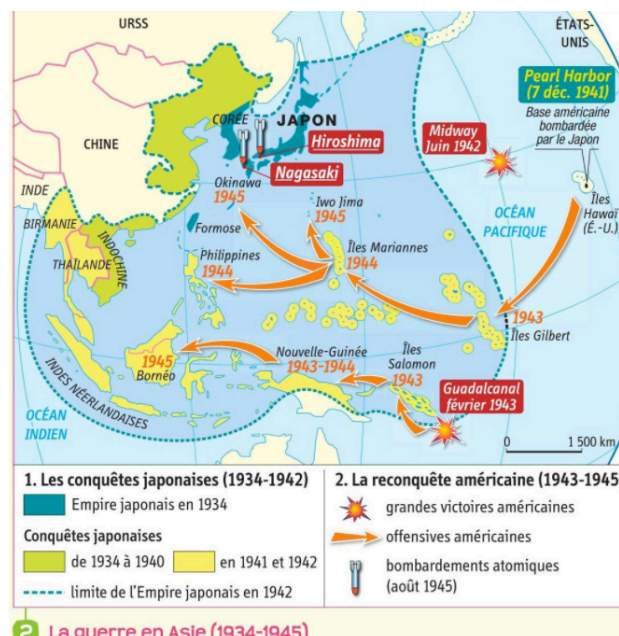 URSS
ÉTATS-
UNIS
Pearl Harbor
(7 déc. 1941)
Base américaine
bombardée
par le Japon
CORÉE
JAPON
CHINE
Hiroshima
Midway
Juin 1942
Nagasaki
INDE
Okinawa
1945
Iwo Jima
1945
Îles
Hawaï
(É.-U.)
OCÉAN
PACIFIQUE
BIRMANIE
INDOCHINE
Formose
THAÏLANDE
Philippines
1944
Îles Mariannes
1944
1943
Îles Gilbert
1945
Bornéo
Nouvelle-Guinée
1943-1944
Îles
Salomon
1943
INDES NÉERLANDAISES
Guadalcanal
février 1943
OCÉAN
INDIEN
0 1 500 km
1. Les conquêtes japonaises (1934-1942)
Empire japonais en 1934
Conquêtes japonaises
de 1934 à 1940
en 1941 et 1942
limite de l'Empire japonais en 1942
2. La reconquête américaine (1943-1945
grandes victoires américaines
offensives américaines
bombardements atomiques
(août 1945)
2 La guerre en Asie (1934-1945)